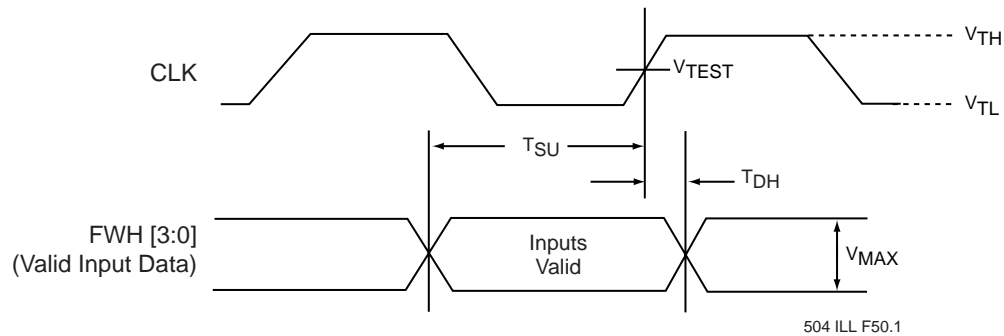 VTH
CLK
VTEST
VTL
TSU
TDH
FWH [3:0]
(Valid Input Data)
Inputs
Valid
VMAX
504 ILL F50.1